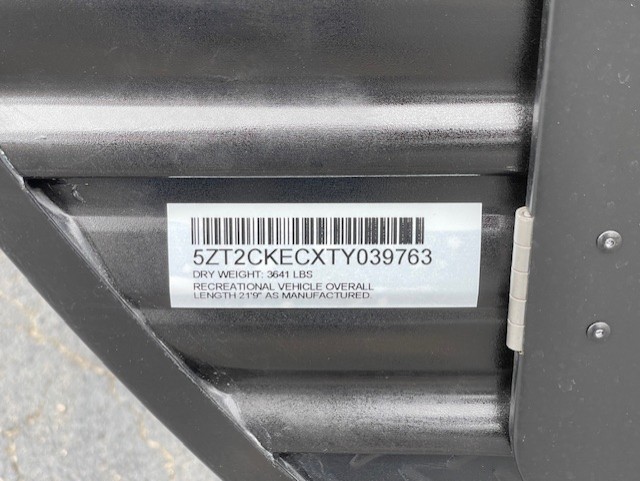 5ZT2CKECXTY039763
DRY WEIGHT: 3641 LBS
RECREATIONAL VEHICLE OVERALL
LENGTH 21'9" AS MANUFACTURED.